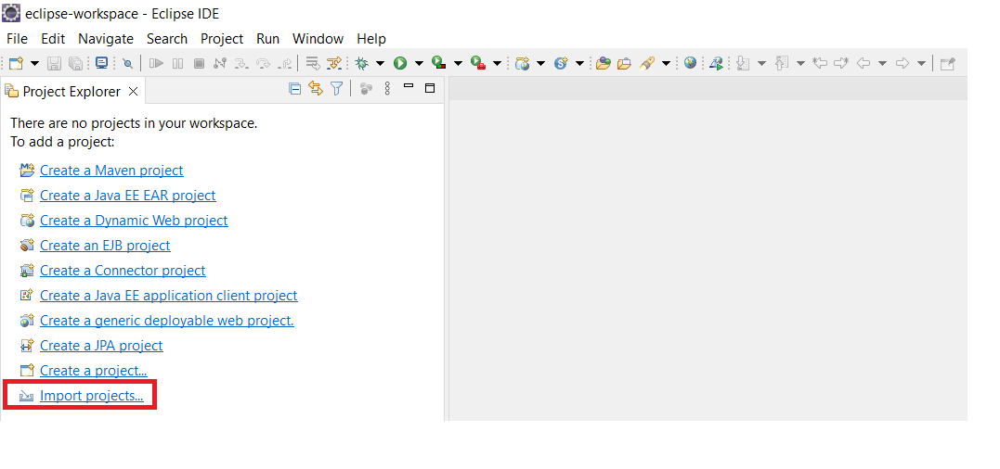 eclipse-workspace - Eclipse IDE
File Edit Navigate Search Project Run Window Help
Project Explorer
There are no projects in your workspace.
To add a project:
Create a Maven project
Create a Java EE EAR project
Create a Dynamic Web project
Create an EJB project
Create a Connector project
Create a Java EE application client project
Create a generic deployable web project.
Create a JPA project
Create a project...
Import projects...